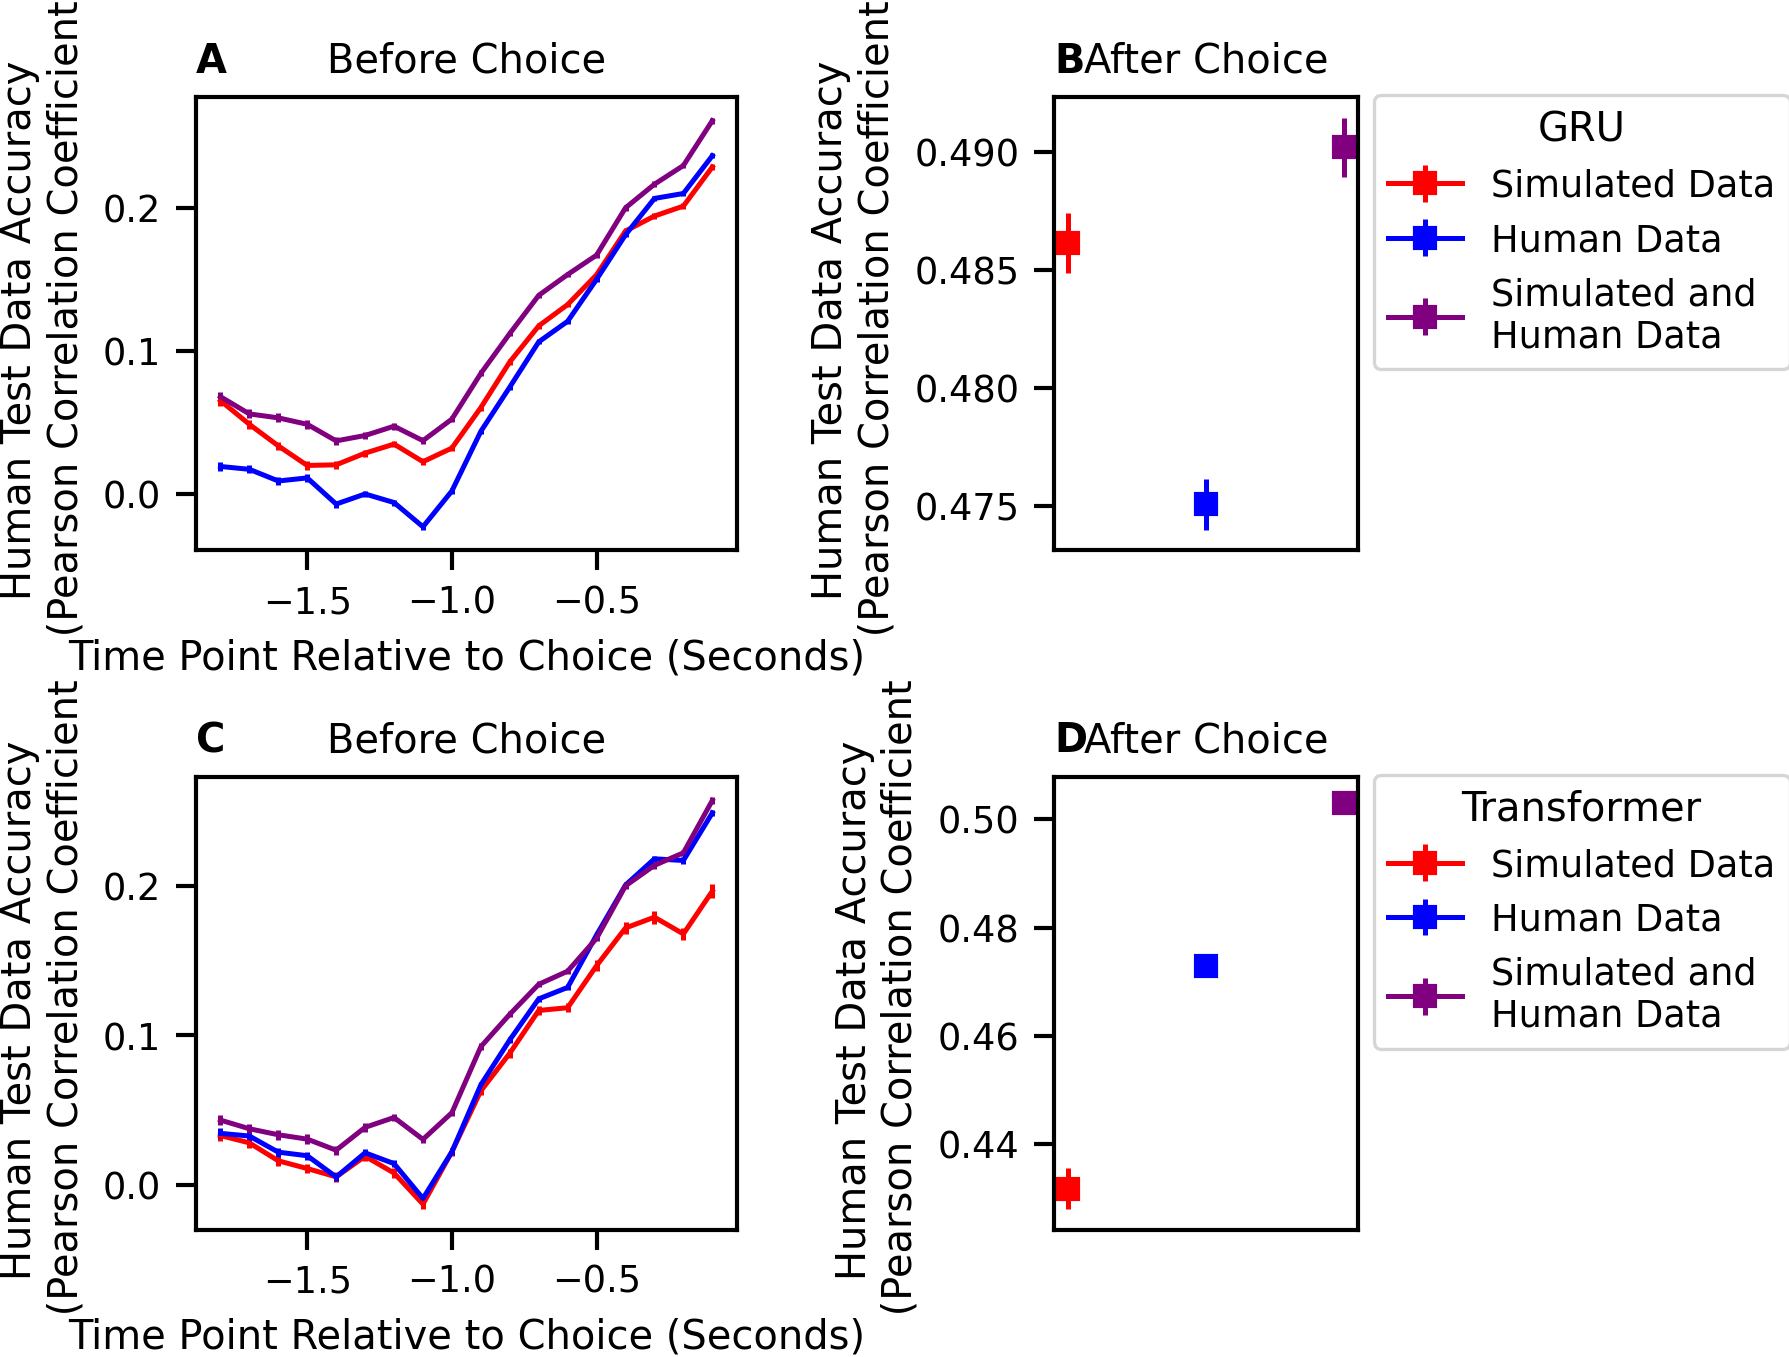 A
Before Choice
Human Test Data Accuracy
(Pearson Correlation Coefficient
0.2
0.1
0.0
−1.5
−1.0
−0.5
Time Point Relative to Choice (Seconds)
B
After Choice
Human Test Data Accuracy
(Pearson Correlation Coefficient
0.490
0.485
0.480
0.475
GRU
Simulated Data
Human Data
Simulated and
Human Data
C
Before Choice
Human Test Data Accuracy
(Pearson Correlation Coefficient
0.2
0.1
0.0
−1.5
−1.0
−0.5
Time Point Relative to Choice (Seconds)
D
After Choice
Human Test Data Accuracy
(Pearson Correlation Coefficient
0.50
0.48
0.46
0.44
Transformer
Simulated Data
Human Data
Simulated and
Human Data